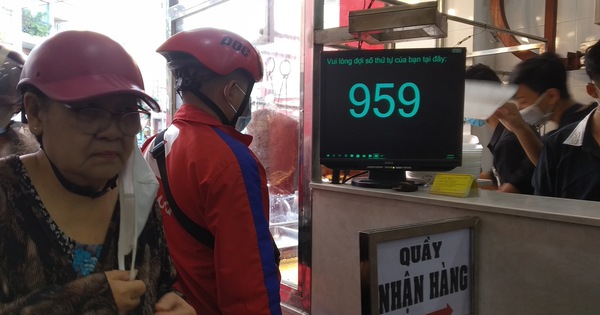 Vui lòng đợi số thứ tự của bạn tại đây:
959
QUẦY
NHẬN HÀNG